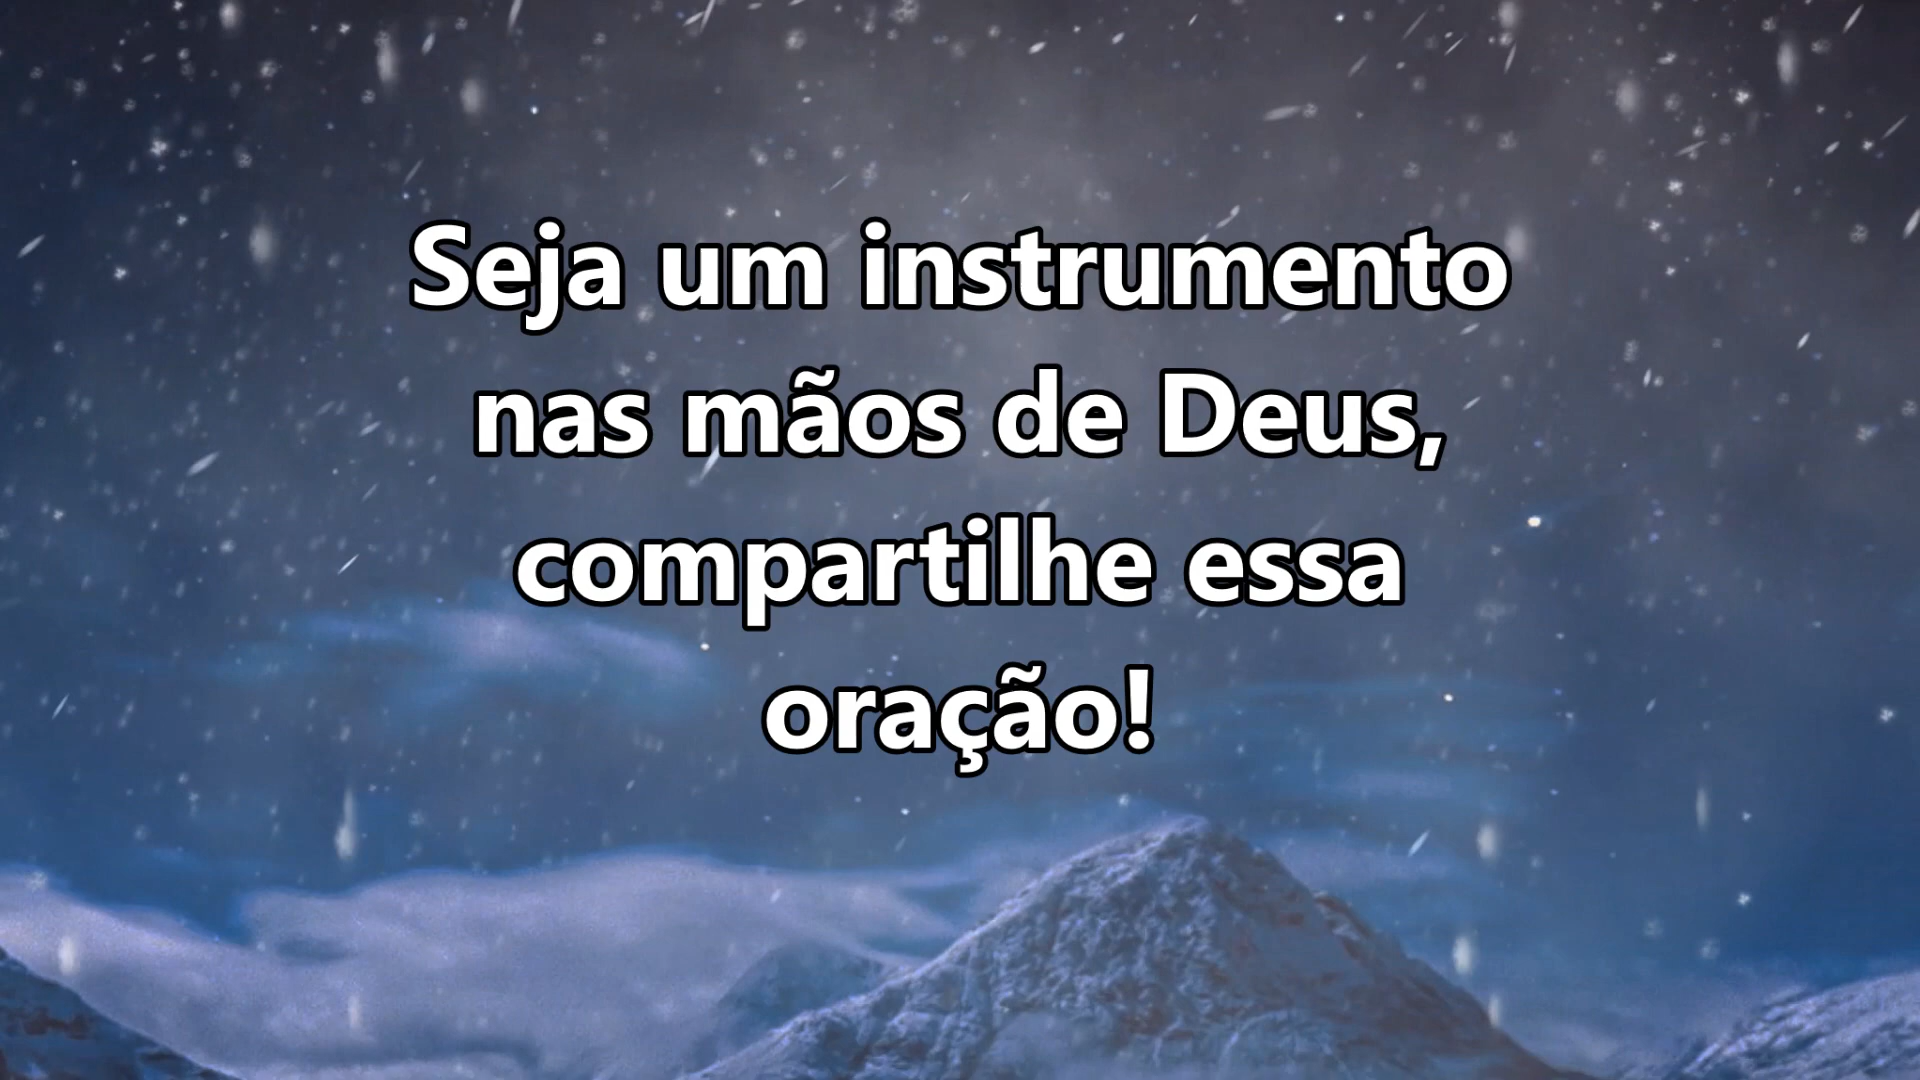 Seja um instrumento
nas mãos de Deus,
compartilhe essa
oração!